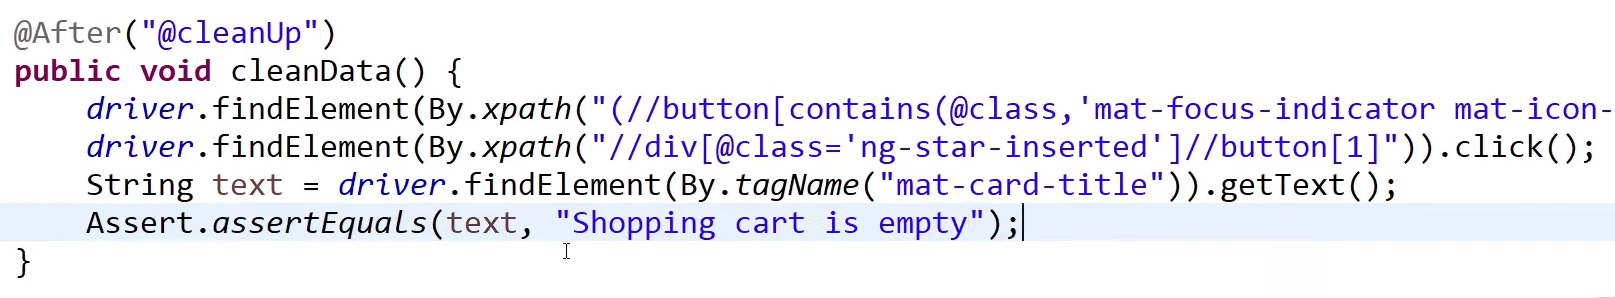 @After("@cleanUp")
public void cleanData() {
driver.findElement(By.xpath("(//button[contains(@class,'mat-focus-indicator mat-icon-
driver.findElement(By.xpath("//div[@class='ng-star-inserted']//button[1]")).click();
String text = driver.findElement(By.tagName("mat-card-title")).getText();
Assert.assertEquals(text, "Shopping cart is empty");
}